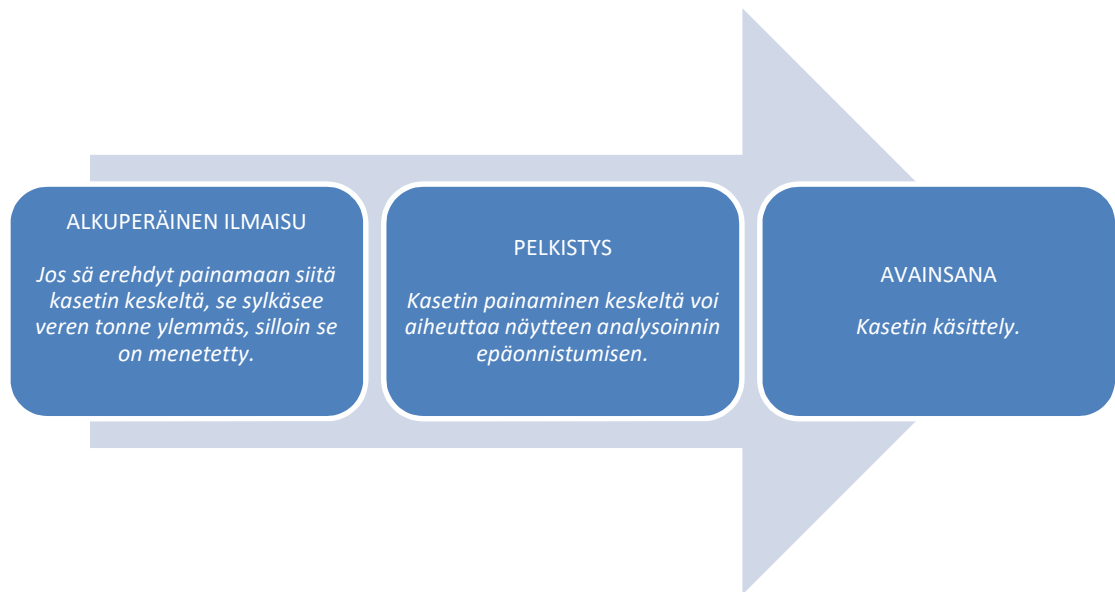 ALKUPERÄINEN ILMAISU
Jos sä erehdyt painamaan siitä
kasetin keskeltä, se sylkäsee
veren tonne ylemmäs, silloin se
on menetetty.
PELKISTYS
Kasetin painaminen keskeltä voi
aiheuttaa näytteen analysoinnin
epäonnistumisen.
AVAINSANA
Kasetin käsittely.